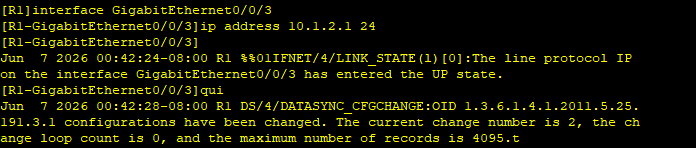 [R1]interface GigabitEthernet0/0/3
[R1-GigabitEthernet0/0/3]ip address 10.1.2.1 24
[R1-GigabitEthernet0/0/3]
Jun  7 2026 00:42:24-08:00 R1 %%01IFNET/4/LINK_STATE(l)[0]:The line protocol IP
on the interface GigabitEthernet0/0/3 has entered the UP state.
[R1-GigabitEthernet0/0/3]qui
Jun  7 2026 00:42:28-08:00 R1 DS/4/DATASYNC_CFGCHANGE:OID 1.3.6.1.4.1.2011.5.25.
191.3.1 configurations have been changed. The current change number is 2, the ch
ange loop count is 0, and the maximum number of records is 4095.t